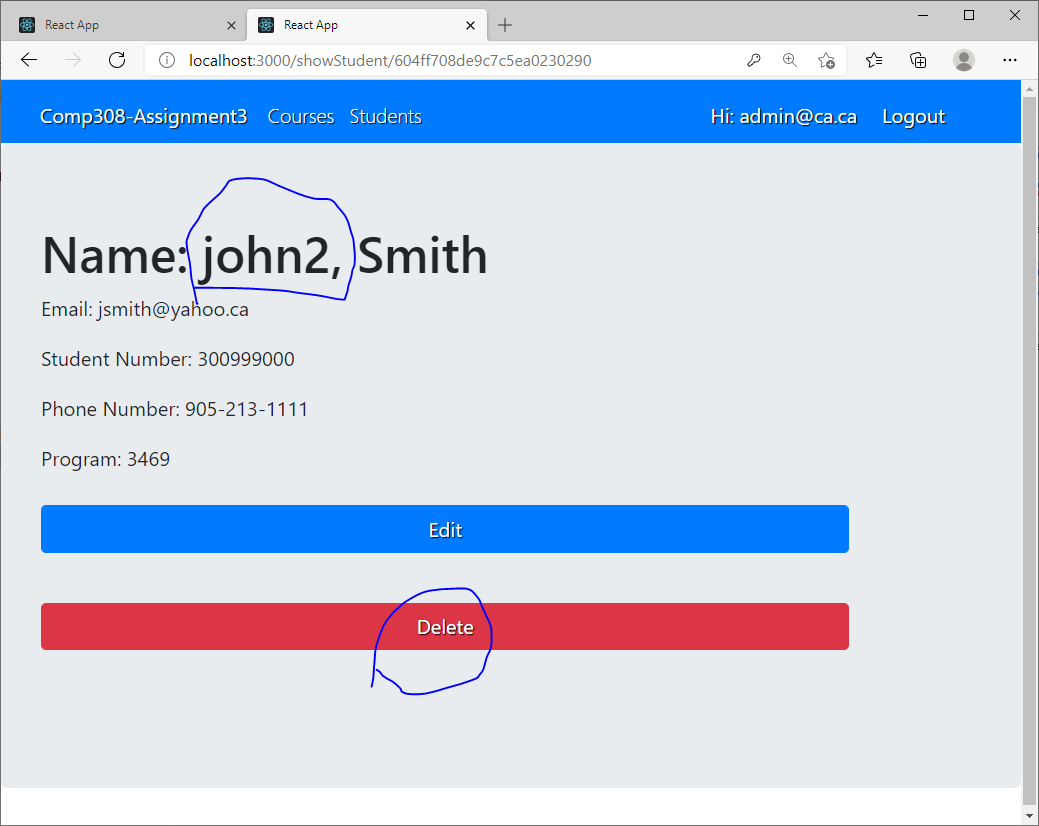 React App
React App
localhost:3000/showStudent/604ff708de9c7c5ea0230290
Comp308-Assignment3 Courses Students Hi: admin@ca.ca Logout
Name: john2, Smith
Email: jsmith@yahoo.ca
Student Number: 300999000
Phone Number: 905-213-1111
Program: 3469
Edit
Delete